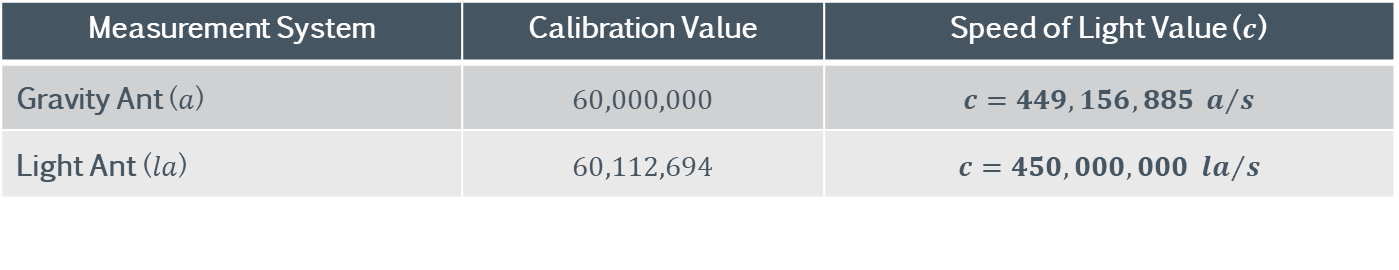 Measurement System Calibration Value Speed of Light Value (c)
Gravity Ant (a) 60,000,000 c = 449, 156, 885 a/s
Light Ant (la) 60,112,694 c = 450, 000, 000 la/s